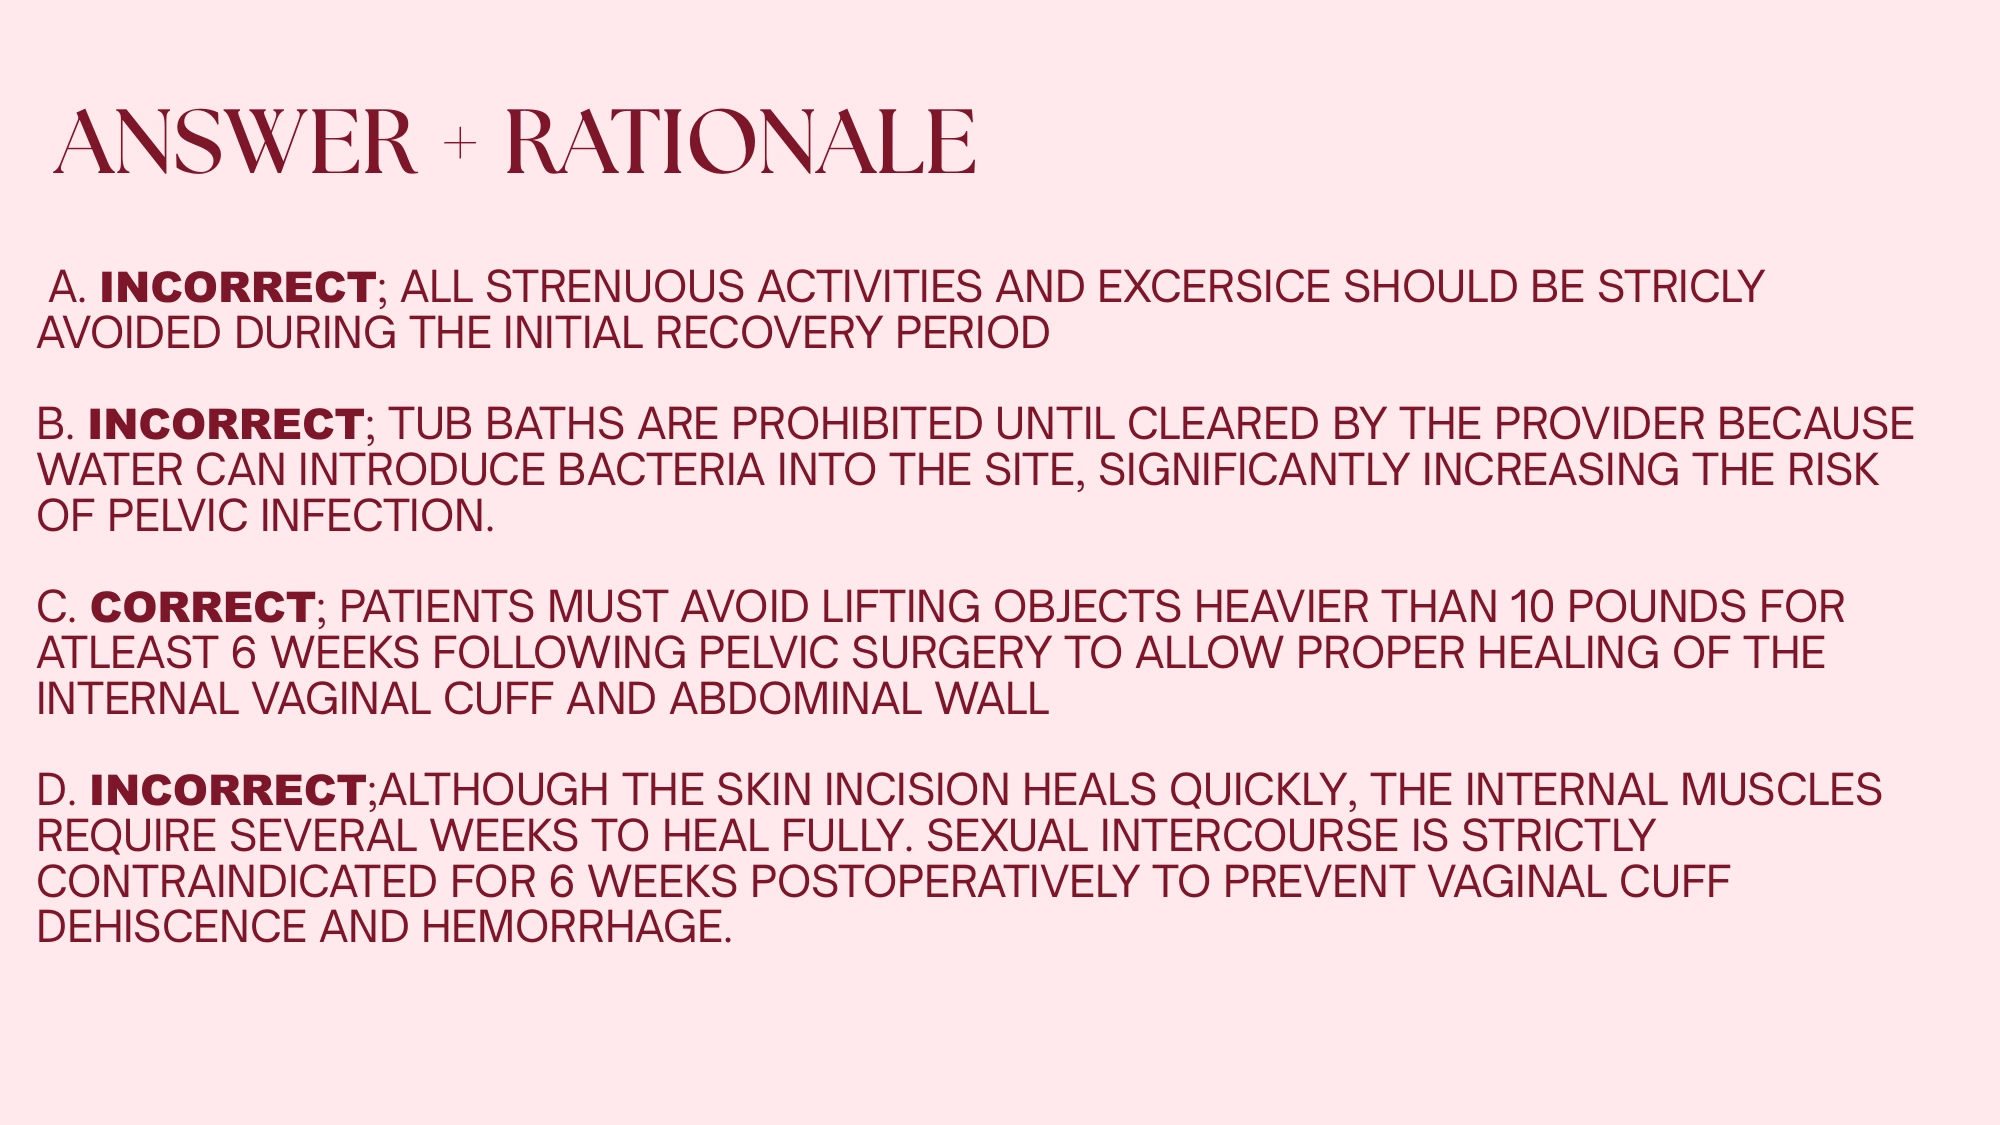 ANSWER + RATIONALE
A. INCORRECT; ALL STRENUOUS ACTIVITIES AND EXCERSICE SHOULD BE STRICLY
AVOIDED DURING THE INITIAL RECOVERY PERIOD
B. INCORRECT; TUB BATHS ARE PROHIBITED UNTIL CLEARED BY THE PROVIDER BECAUSE
WATER CAN INTRODUCE BACTERIA INTO THE SITE, SIGNIFICANTLY INCREASING THE RISK
OF PELVIC INFECTION.
C. CORRECT; PATIENTS MUST AVOID LIFTING OBJECTS HEAVIER THAN 10 POUNDS FOR
ATLEAST 6 WEEKS FOLLOWING PELVIC SURGERY TO ALLOW PROPER HEALING OF THE
INTERNAL VAGINAL CUFF AND ABDOMINAL WALL
D. INCORRECT;ALTHOUGH THE SKIN INCISION HEALS QUICKLY, THE INTERNAL MUSCLES
REQUIRE SEVERAL WEEKS TO HEAL FULLY. SEXUAL INTERCOURSE IS STRICTLY
CONTRAINDICATED FOR 6 WEEKS POSTOPERATIVELY TO PREVENT VAGINAL CUFF
DEHISCENCE AND HEMORRHAGE.